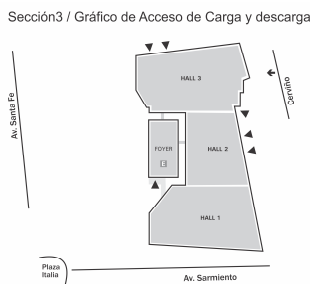 Sección3 / Gráfico de Acceso de Carga y descarga
HALL 3
Av. Santa Fe
Cerviño
FOYER
E
HALL 2
HALL 1
Plaza
Italia
Av. Sarmiento